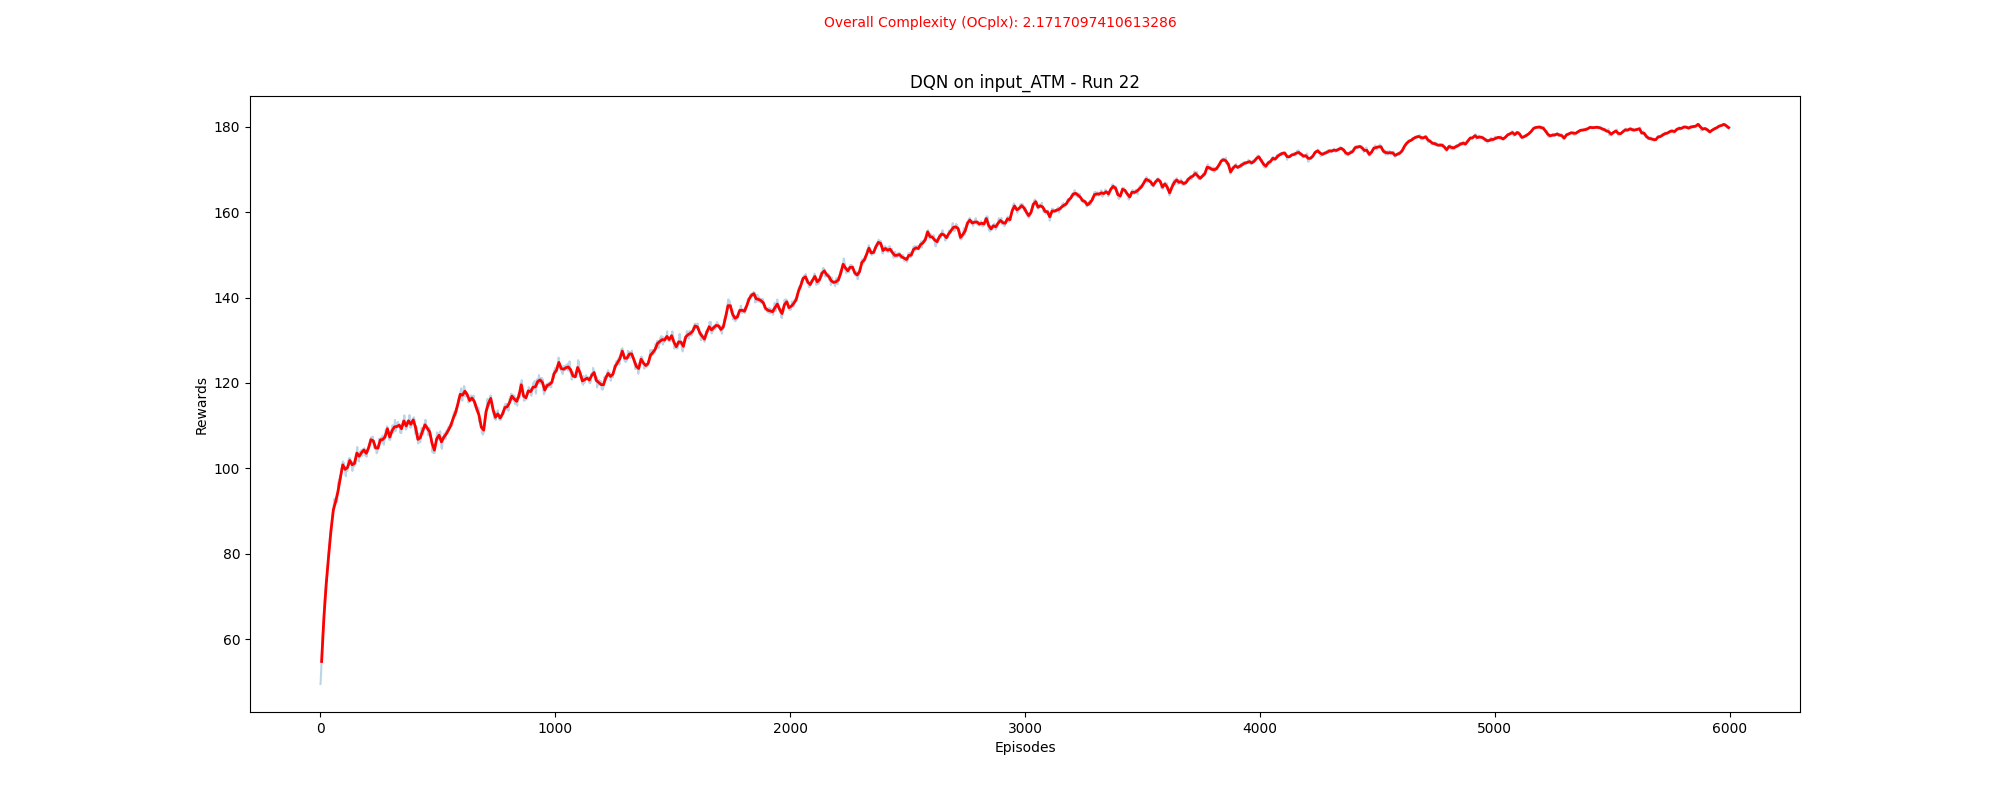 Overall Complexity (OCplx): 2.1717097410613286
DQN on input_ATM - Run 22
180
160
140
120
100
80
60
Rewards
0 1000 2000 3000 4000 5000 6000
Episodes